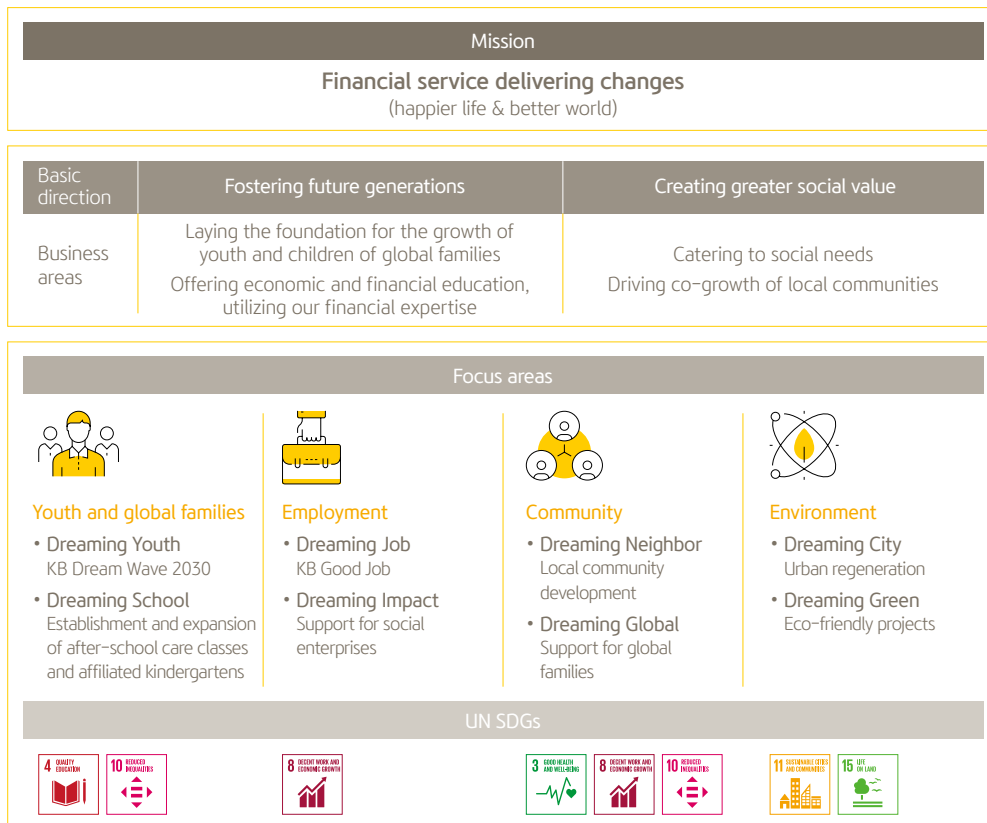 Mission
Financial service delivering changes
(happier life & better world)
Basic
direction
Fostering future generations
Creating greater social value
Business
areas
Laying the foundation for the growth of
youth and children of global families
Offering economic and financial education,
utilizing our financial expertise
Catering to social needs
Driving co-growth of local communities
Focus areas
Youth and global families
• Dreaming Youth
KB Dream Wave 2030
• Dreaming School
Establishment and expansion
of after-school care classes
and affiliated kindergartens
Employment
• Dreaming Job
KB Good Job
• Dreaming Impact
Support for social
enterprises
Community
• Dreaming Neighbor
Local community
development
• Dreaming Global
Support for global
families
Environment
• Dreaming City
Urban regeneration
• Dreaming Green
Eco-friendly projects
UN SDGs
4 QUALITY
EDUCATION
10 REDUCED
INEQUALITIES
8 DECENT WORK AND
ECONOMIC GROWTH
3 GOOD HEALTH
AND WELL-BEING
8 DECENT WORK AND
ECONOMIC GROWTH
10 REDUCED
INEQUALITIES
11 SUSTAINABLE CITIES
AND COMMUNITIES
15 LIFE
ON LAND